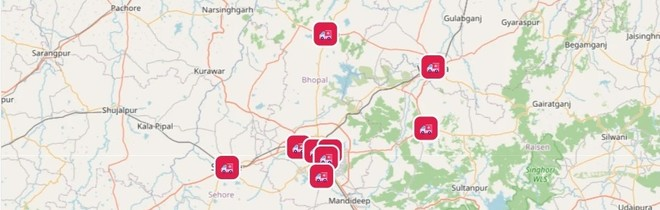 Pachore
Narsinghgarh
Gulabganj
Gyaraspur
Begamganj
Sarangpur
Kurawar
Bhopal
Gairatganj
Shujalpur
Kala-Pipal
Raisen
Silwani
Singhori
WLS
Sehore
Sultanpur
Mandideep
Udaipura